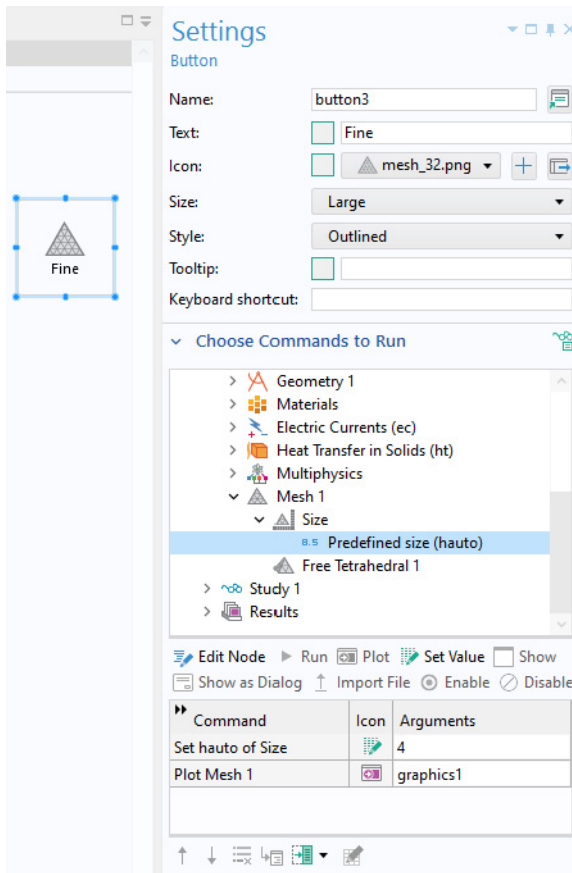 Settings
Button
Name: button3
Text: Fine
Icon: mesh_32.png
Size: Large
Style: Outlined
Tooltip:
Keyboard shortcut:
Fine
Choose Commands to Run
Geometry 1
Materials
Electric Currents (ec)
Heat Transfer in Solids (ht)
Multiphysics
Mesh 1
Size
8.5 Predefined size (hauto)
Free Tetrahedral 1
Study 1
Results
Edit Node Run Plot Set Value Show
Show as Dialog Import File Enable Disable
Command Icon Arguments
Set hauto of Size 4
Plot Mesh 1 graphics1